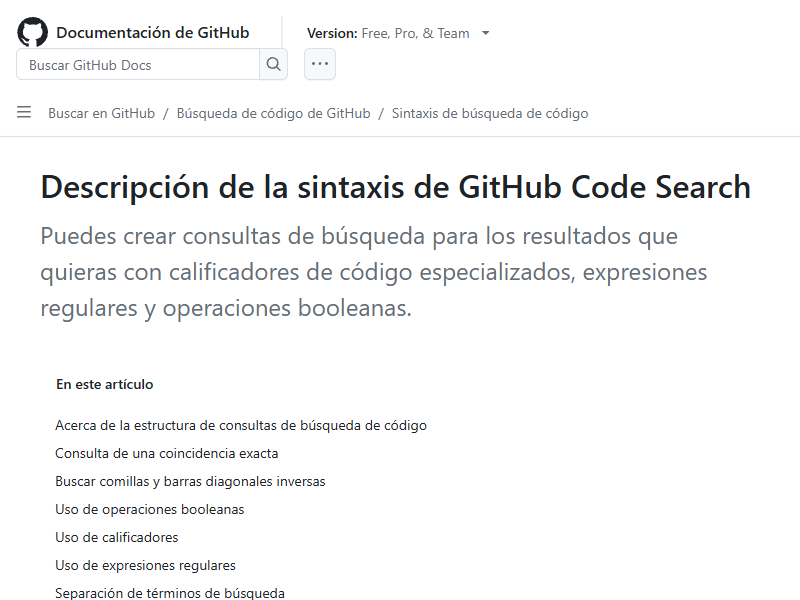 Documentación de GitHub
Version: Free, Pro, & Team
Buscar GitHub Docs
Buscar en GitHub / Búsqueda de código de GitHub / Sintaxis de búsqueda de código
Descripción de la sintaxis de GitHub Code Search
Puedes crear consultas de búsqueda para los resultados que
quieras con calificadores de código especializados, expresiones
regulares y operaciones booleanas.
En este artículo
Acerca de la estructura de consultas de búsqueda de código
Consulta de una coincidencia exacta
Buscar comillas y barras diagonales inversas
Uso de operaciones booleanas
Uso de calificadores
Uso de expresiones regulares
Separación de términos de búsqueda